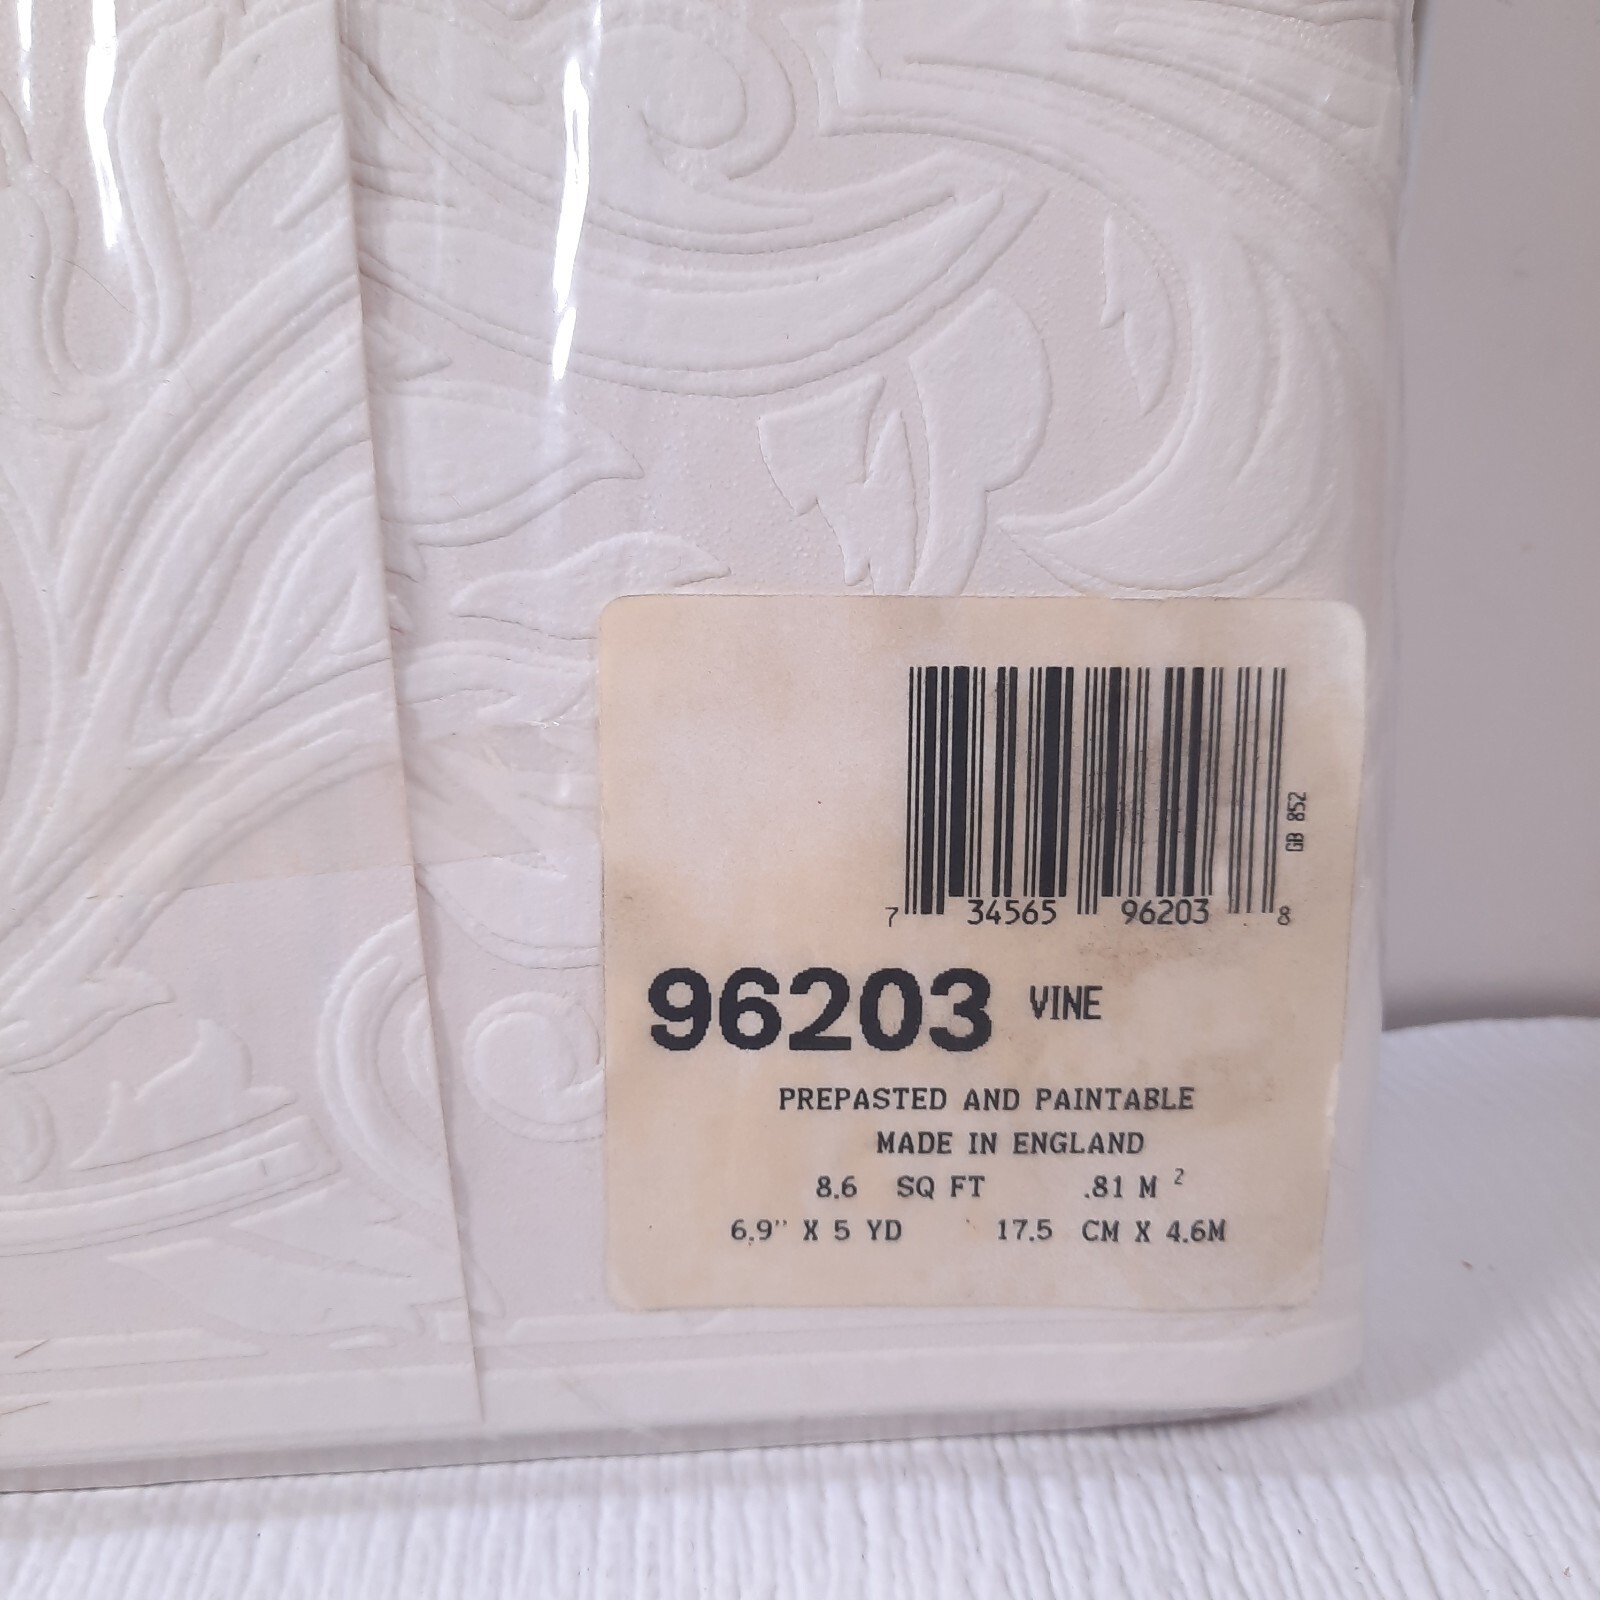 GB 852
7 34565 96203 8
96203 VINE
PREPASTED AND PAINTABLE
MADE IN ENGLAND
8.6 SQ FT .81 M ²
6.9" X 5 YD 17.5 CM X 4.6M